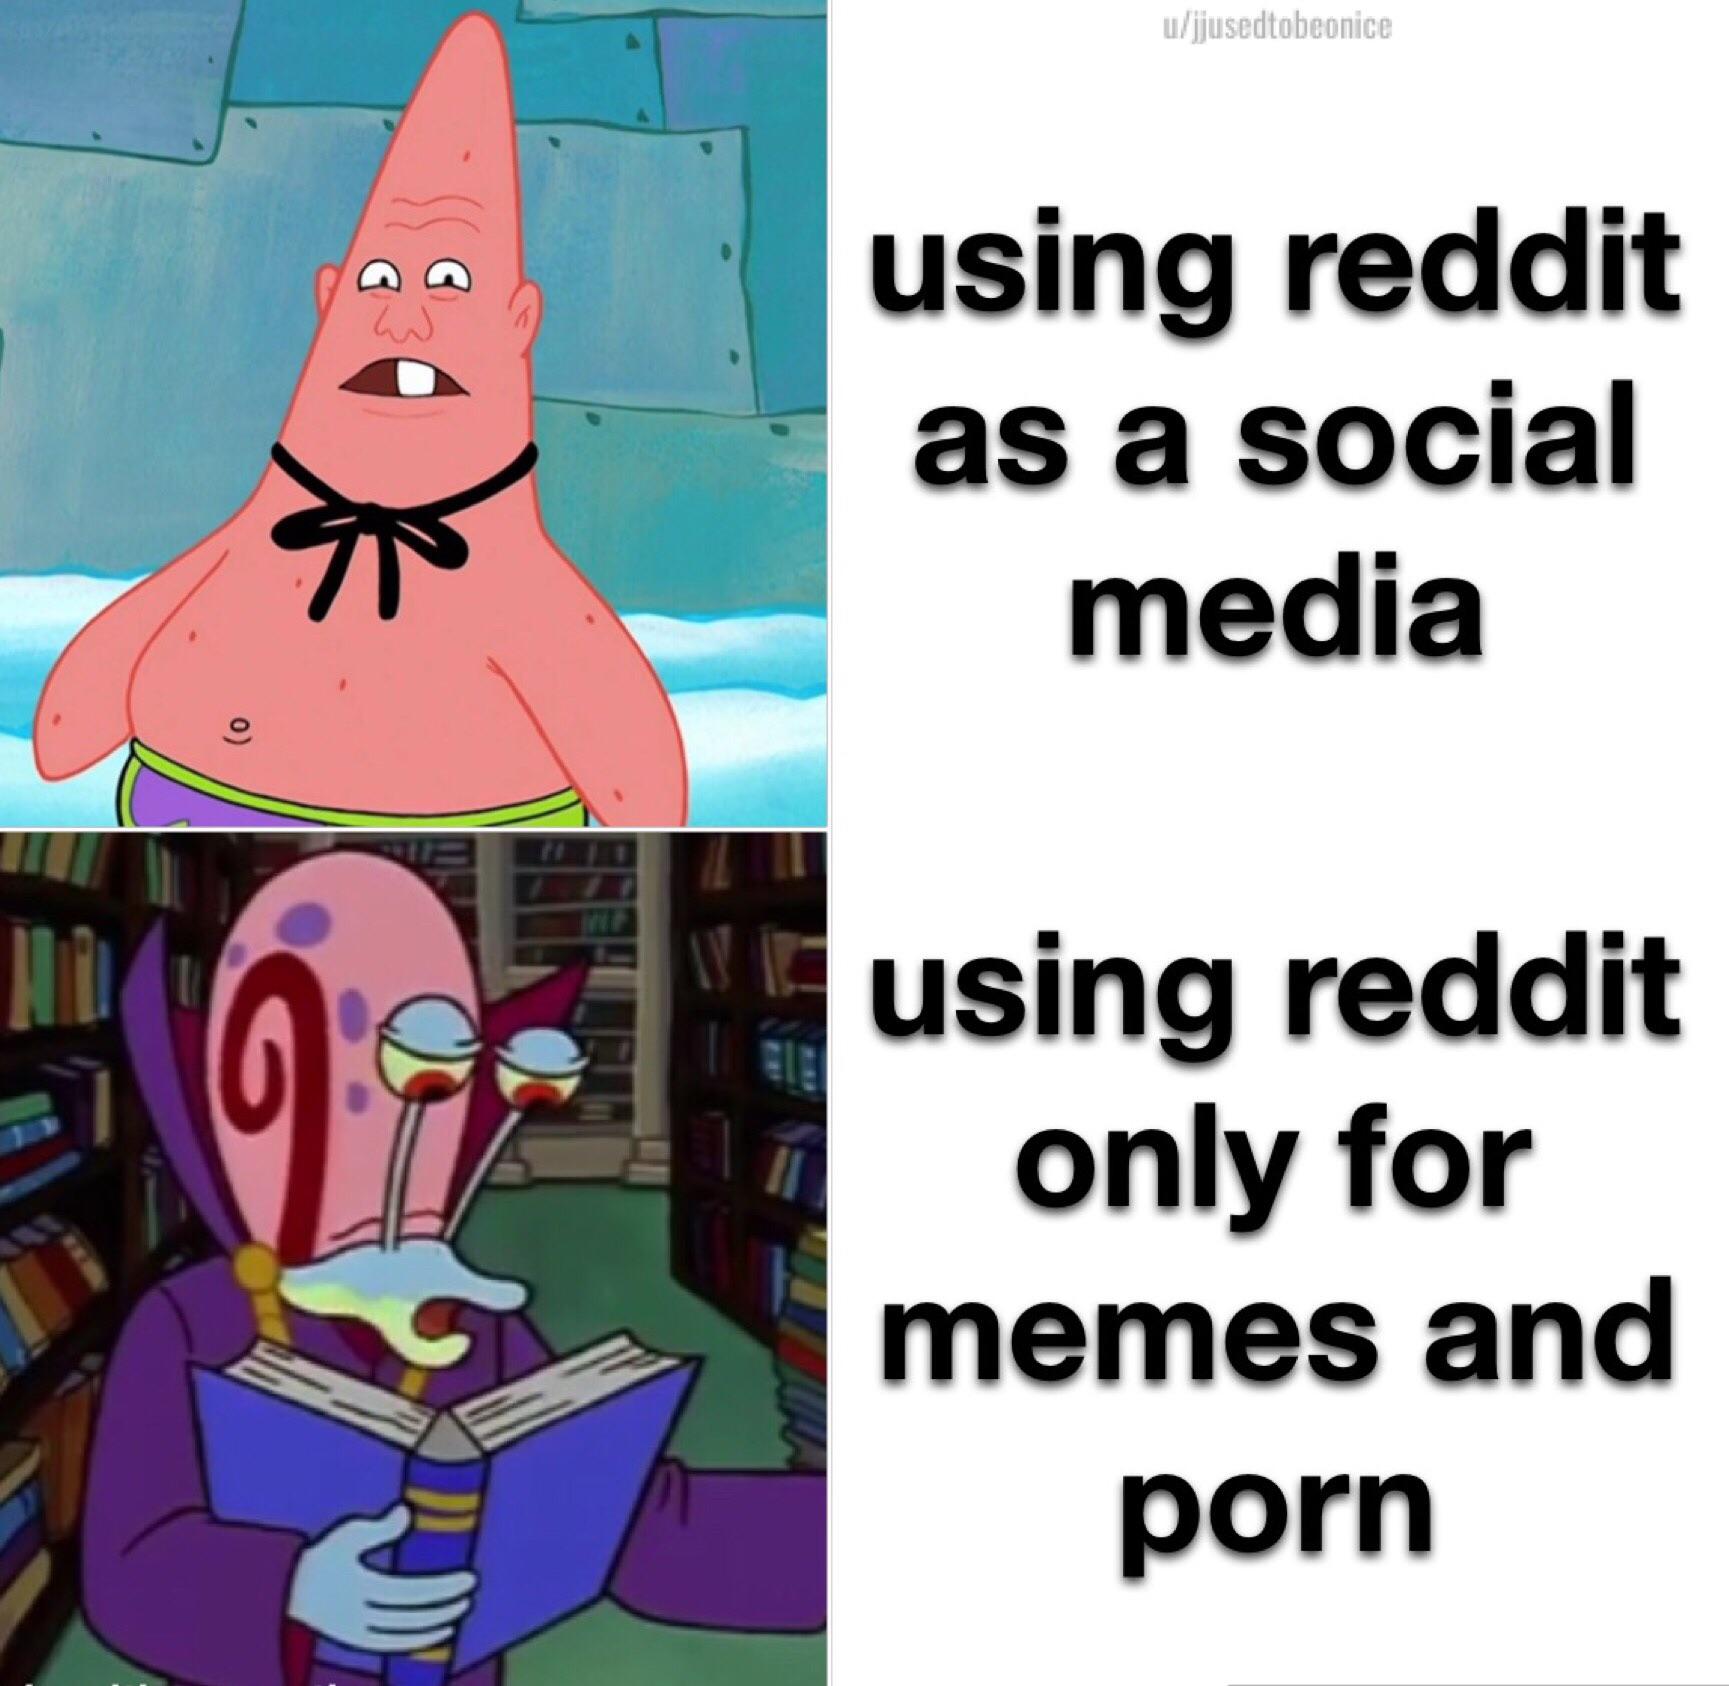 u/jjusedtobeonice
using reddit
as a social
media
using reddit
only for
memes and
porn